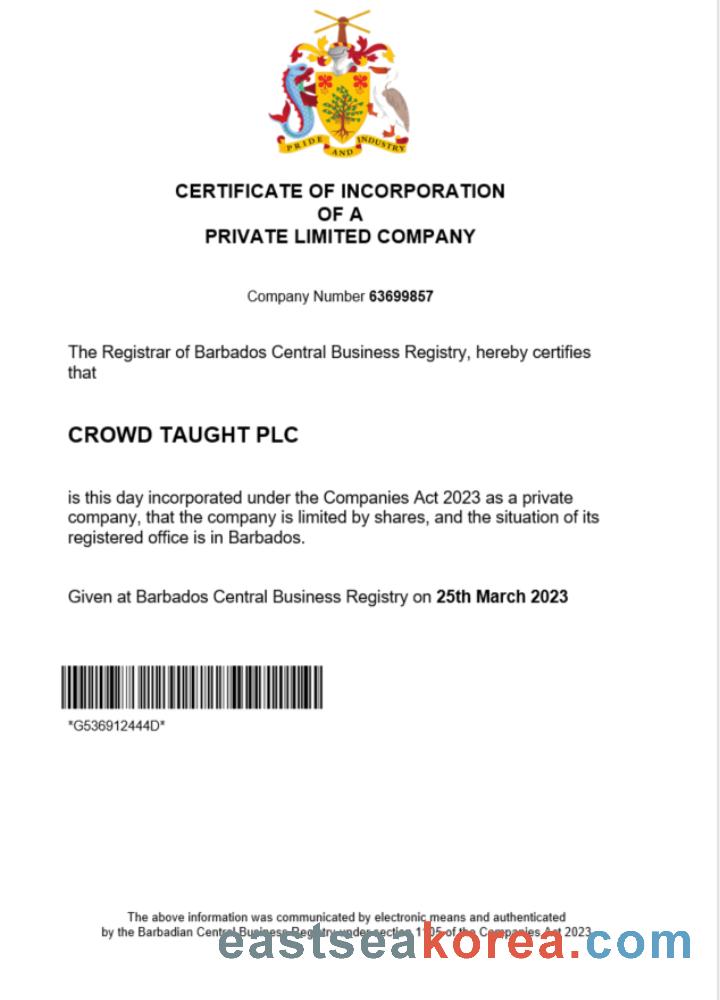 PRIDE AND INDUSTRY
CERTIFICATE OF INCORPORATION
OF A
PRIVATE LIMITED COMPANY
Company Number 63699857
The Registrar of Barbados Central Business Registry, hereby certifies
that
CROWD TAUGHT PLC
is this day incorporated under the Companies Act 2023 as a private
company, that the company is limited by shares, and the situation of its
registered office is in Barbados.
Given at Barbados Central Business Registry on 25th March 2023
*G536912444D*
The above information was communicated by electronic means and authenticated
by the Barbadian Central Business Registry under section 1105 of the Companies Act 2023
eastseakorea.com